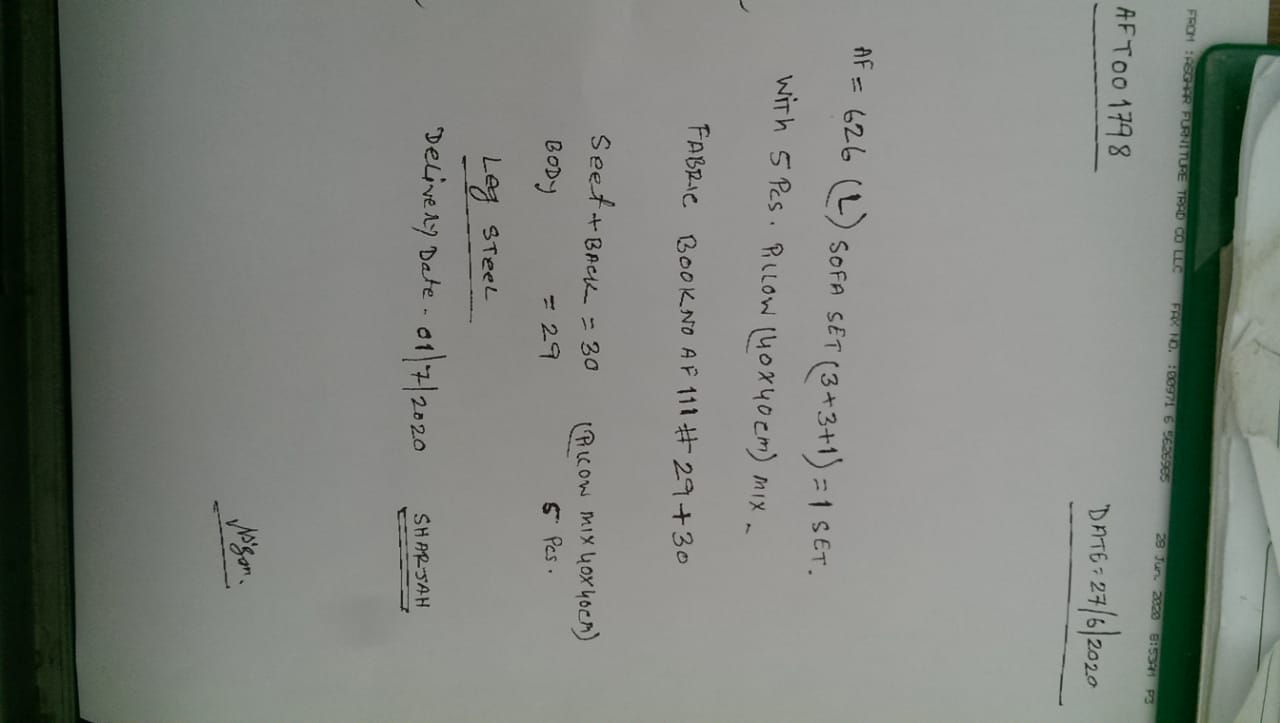 FROM :ASGHAR FURNITURE TRAD CO LLC FAX NO. :00971 6 5626985 28 Jun. 2020 8:53AM P3
AFT001798
DATE=27/6/2020
AF = 626 (L) SOFA SET (3+3+1) = 1 SET.
With 5 Pcs. PILLOW (40X40cm) MIX.
FABRIC BOOK NO AF 111 # 29+30
Seet + BACK = 30 (PILLOW MIX 40X40cm)
BODY = 29 5 Pcs.
Leg STeeL
DeLivery Date - 01/7/2020 SHARJAH